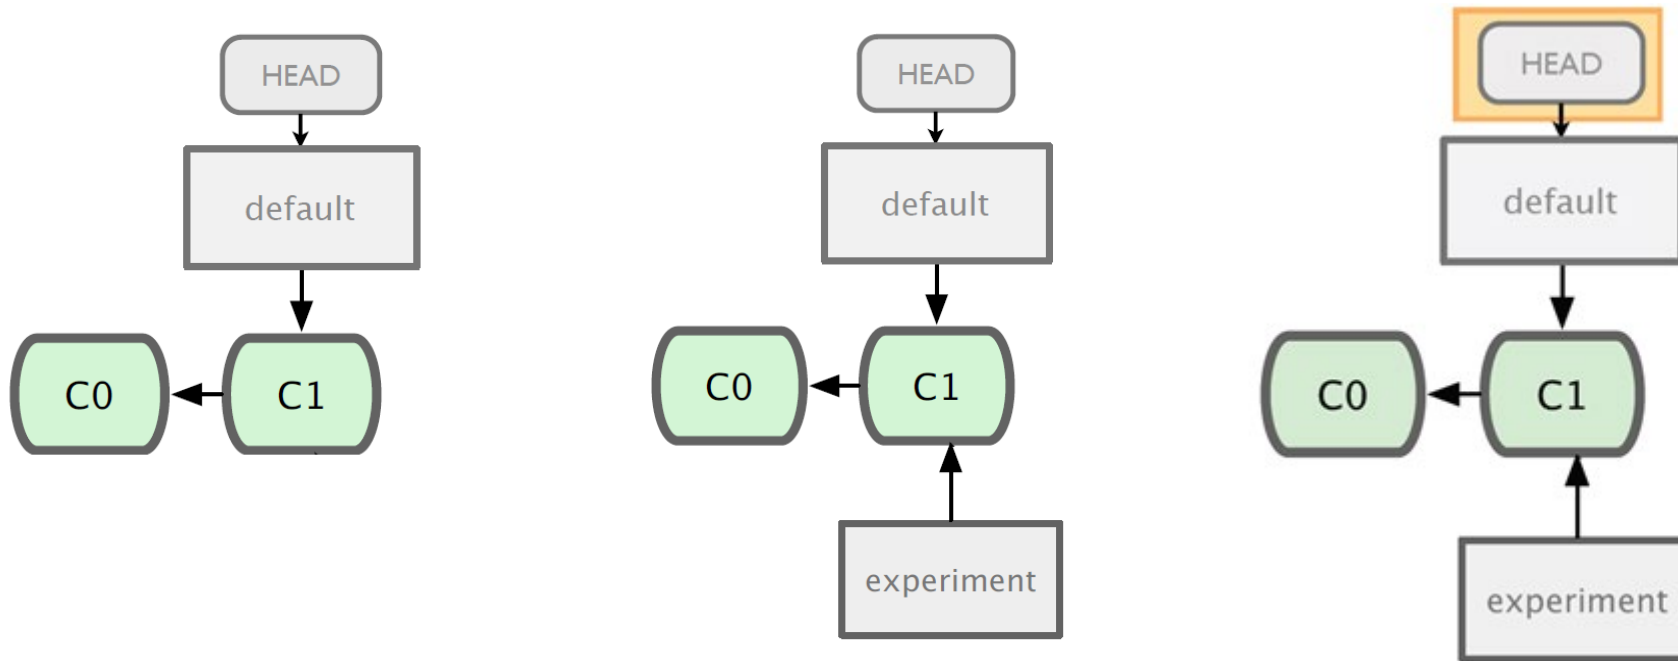 HEAD
default
C0
C1
HEAD
default
C0
C1
experiment
HEAD
default
C0
C1
experiment